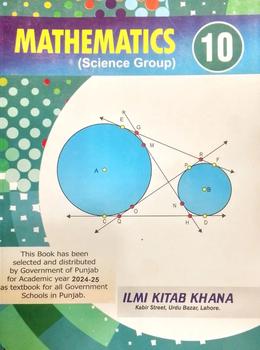 MATHEMATICS
(Science Group)
10
E
G
M
A
R
P
F
B
N
O
C
Q
H
D
This Book has been
selected and distributed
by Government of Punjab
for Academic year 2024-25
as textbook for all Government
Schools in Punjab.
ILMI KITAB KHANA
Kabir Street, Urdu Bazar, Lahore.